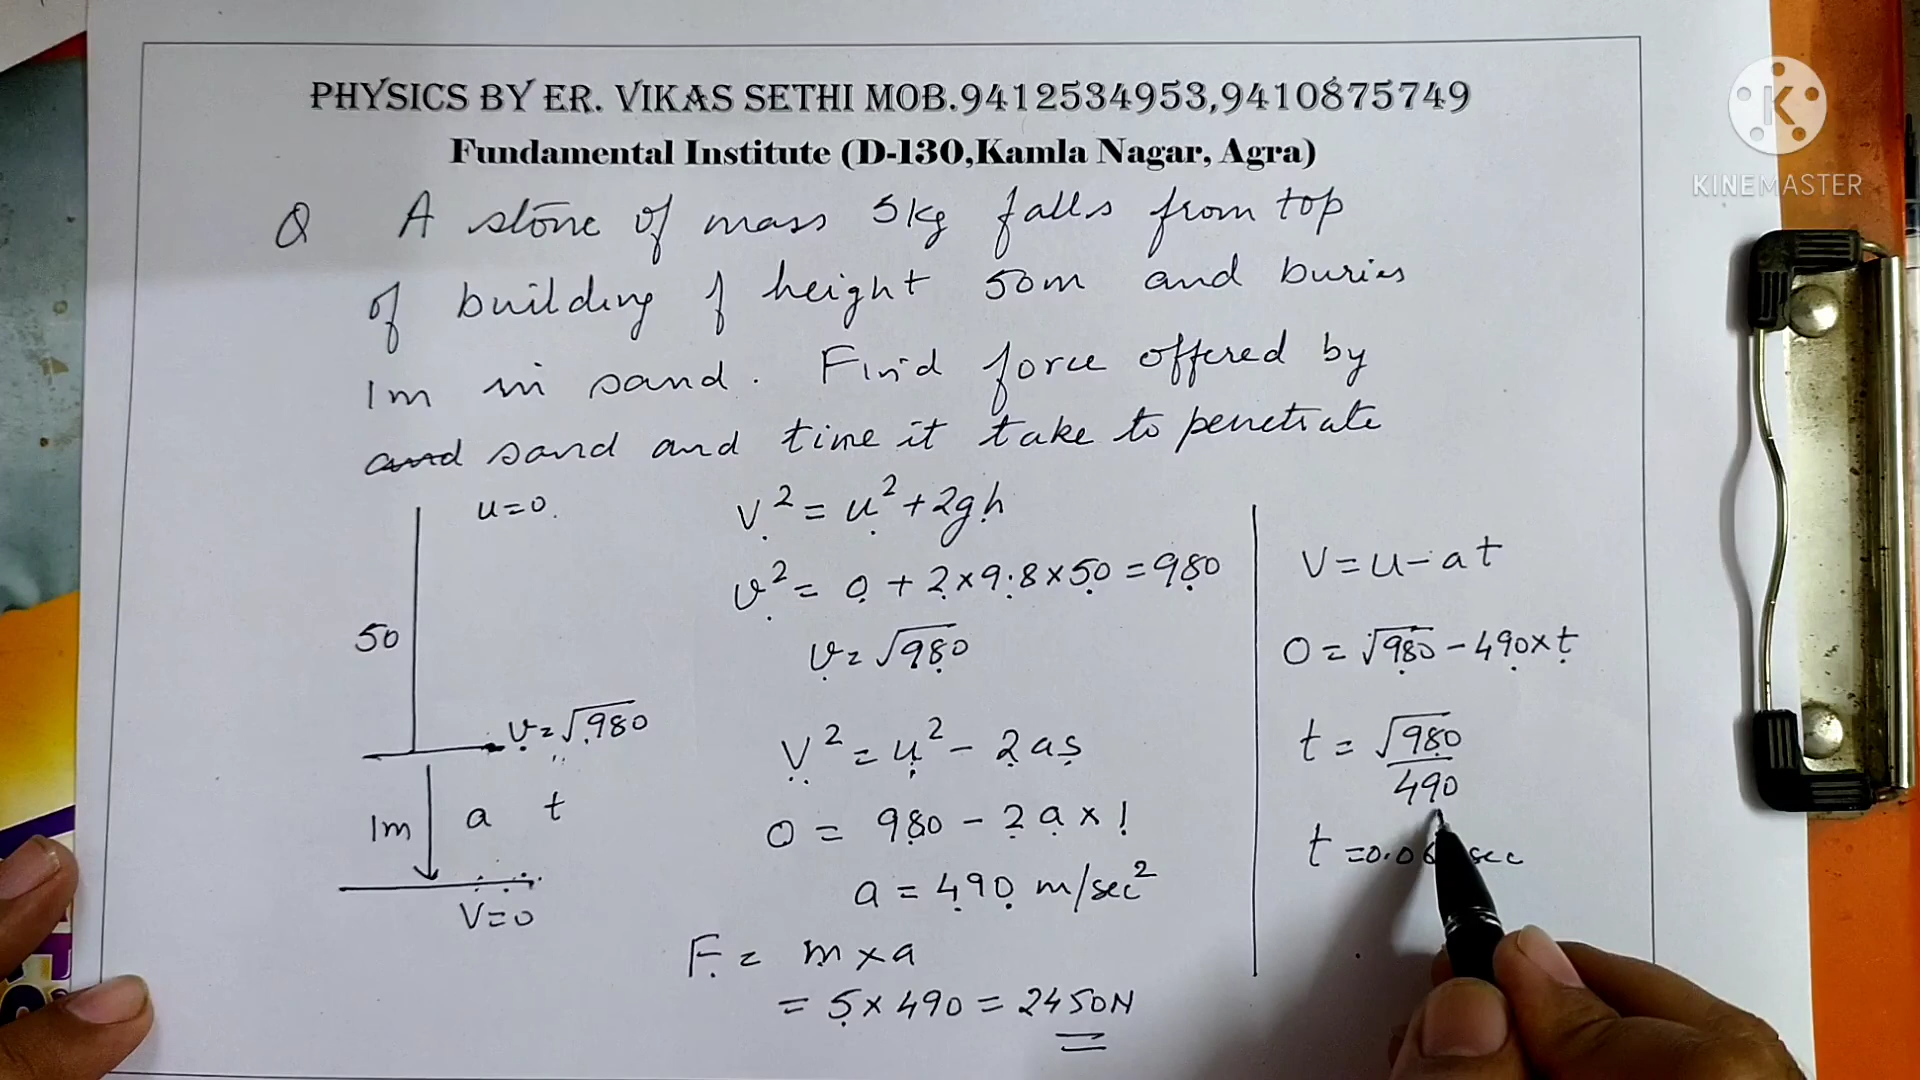 PHYSICS BY ER. VIKAS SETHI MOB.9412534953,9410875749
Fundamental Institute (D-130,Kamla Nagar, Agra)
KINEMASTER
Q A stone of mass 5kg falls from top
of building of height 50m and buries
1m in sand. Find force offered by
and sand and time it take to penetrate
u=0.
50
v=√980
1m a t
V=0
V²=u²+2gh
v²= 0+2×9.8×50=980
v=√980
V²=u²-2as
0= 980-2a×1
a=490 m/sec²
F= m×a
= 5×490=2450N
V=u-at
0=√980-490×t
t=√980/490
t=0.06 sec